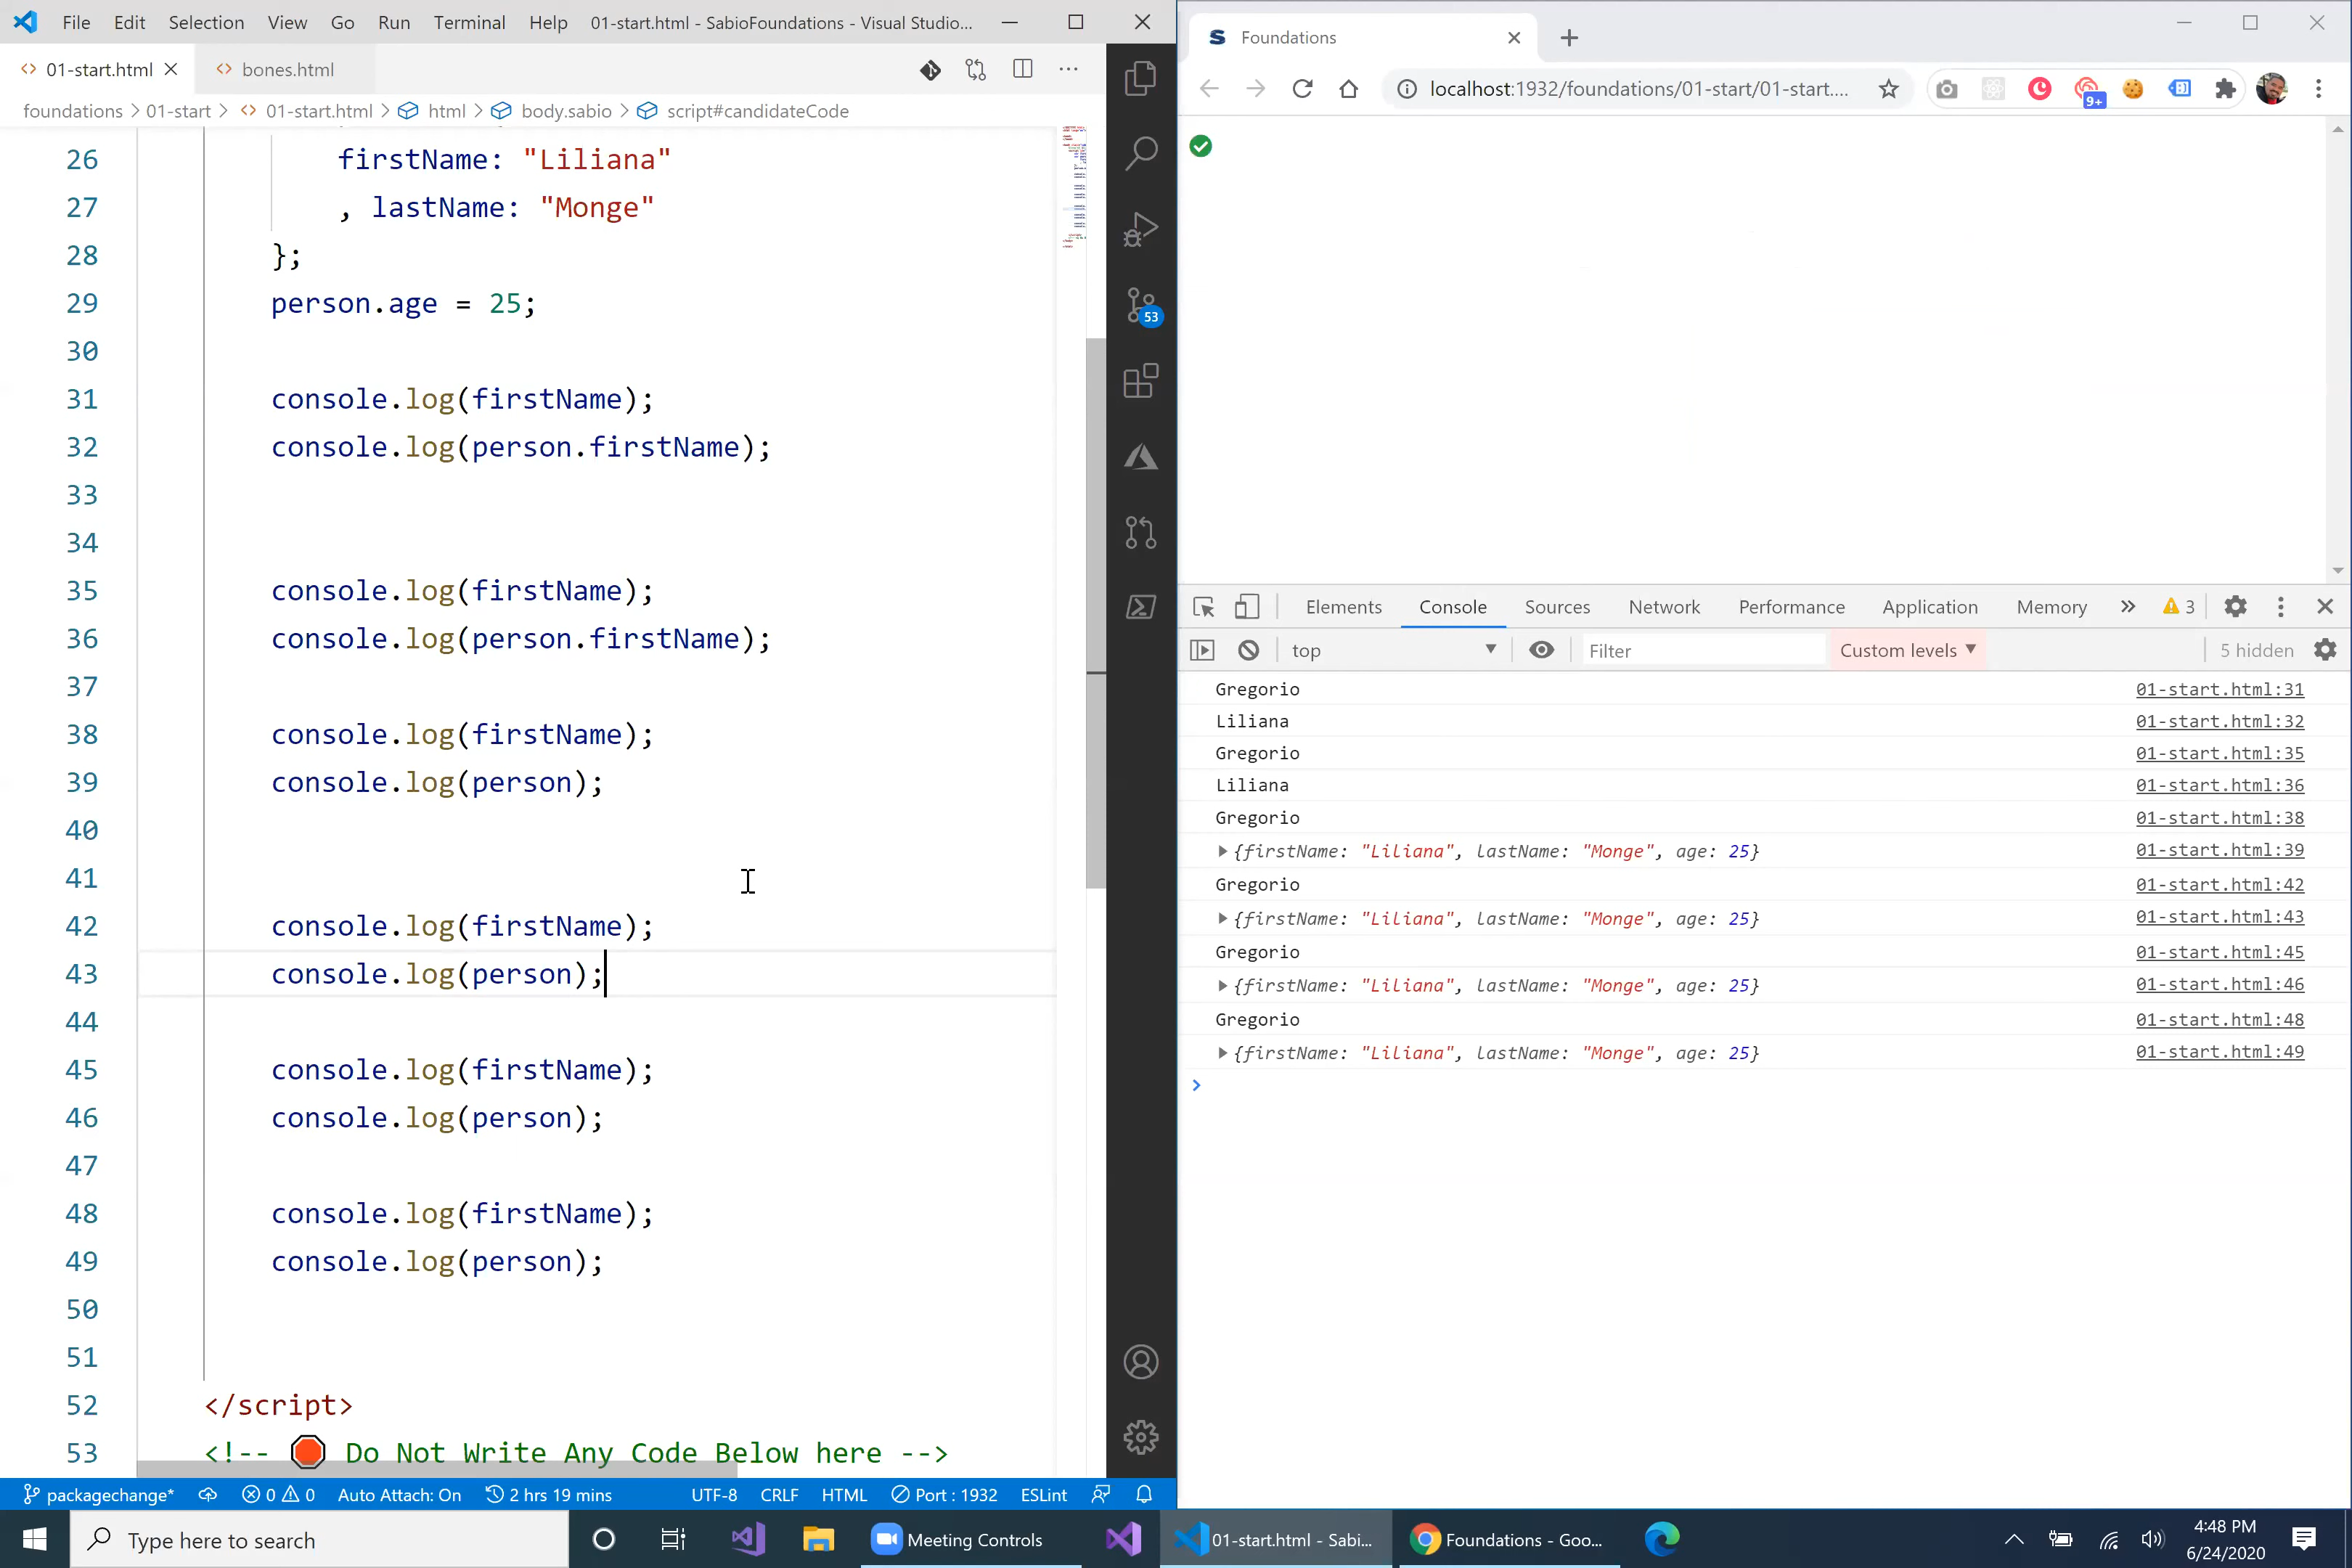 File Edit Selection View Go Run Terminal Help 01-start.html - SabioFoundations - Visual Studio...
01-start.html bones.html
foundations > 01-start > 01-start.html > html > body.sabio > script#candidateCode
26 firstName: "Liliana"
27 , lastName: "Monge"
28 };
29 person.age = 25;
30
31 console.log(firstName);
32 console.log(person.firstName);
33
34
35 console.log(firstName);
36 console.log(person.firstName);
37
38 console.log(firstName);
39 console.log(person);
40
41
42 console.log(firstName);
43 console.log(person);
44
45 console.log(firstName);
46 console.log(person);
47
48 console.log(firstName);
49 console.log(person);
50
51
52 </script>
53 <!-- 🛑 Do Not Write Any Code Below here -->
53
packagechange* 0 0 Auto Attach: On 2 hrs 19 mins UTF-8 CRLF HTML Port : 1932 ESLint
Foundations
localhost:1932/foundations/01-start/01-start....
9+
Elements Console Sources Network Performance Application Memory » 3
top Filter Custom levels 5 hidden
Gregorio 01-start.html:31
Liliana 01-start.html:32
Gregorio 01-start.html:35
Liliana 01-start.html:36
Gregorio 01-start.html:38
{firstName: "Liliana", lastName: "Monge", age: 25} 01-start.html:39
Gregorio 01-start.html:42
{firstName: "Liliana", lastName: "Monge", age: 25} 01-start.html:43
Gregorio 01-start.html:45
{firstName: "Liliana", lastName: "Monge", age: 25} 01-start.html:46
Gregorio 01-start.html:48
{firstName: "Liliana", lastName: "Monge", age: 25} 01-start.html:49
>
Type here to search Meeting Controls 01-start.html - Sabi... Foundations - Goo... 4:48 PM
6/24/2020